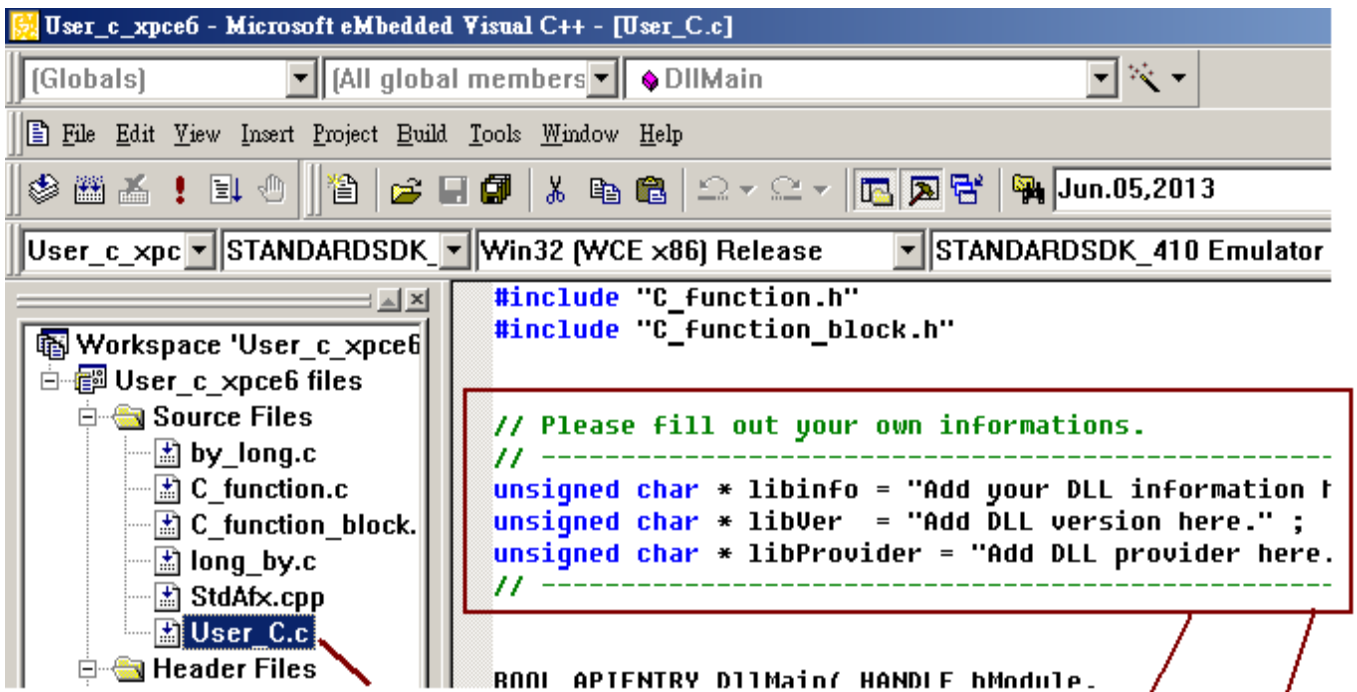 User_c_xpce6 - Microsoft eMbedded Visual C++ - [User_C.c]
(Globals) (All global members DllMain
File Edit View Insert Project Build Tools Window Help
Jun.05,2013
User_c_xpc STANDARDSDK_ Win32 (WCE x86) Release STANDARDSDK_410 Emulator
Workspace 'User_c_xpce6
User_c_xpce6 files
Source Files
by_long.c
C_function.c
C_function_block.
long_by.c
StdAfx.cpp
User_C.c
Header Files
#include "C_function.h"
#include "C_function_block.h"
// Please fill out your own informations.
// --------------------------------------------------
unsigned char * libinfo = "Add your DLL information
unsigned char * libVer = "Add DLL version here." ;
unsigned char * libProvider = "Add DLL provider here.
// --------------------------------------------------
BOOL APIENTRY DllMain( HANDLE hModule,